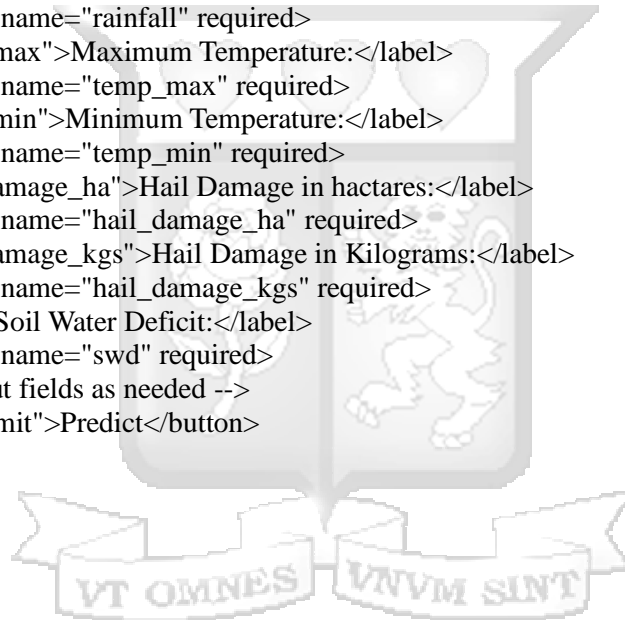 name="rainfall" required>
max">Maximum Temperature:</label>
name="temp_max" required>
min">Minimum Temperature:</label>
name="temp_min" required>
amage_ha">Hail Damage in hactares:</label>
name="hail_damage_ha" required>
amage_kgs">Hail Damage in Kilograms:</label>
name="hail_damage_kgs" required>
Soil Water Deficit:</label>
name="swd" required>
ut fields as needed -->
mit">Predict</button>
VT OMNES VNVM SINT